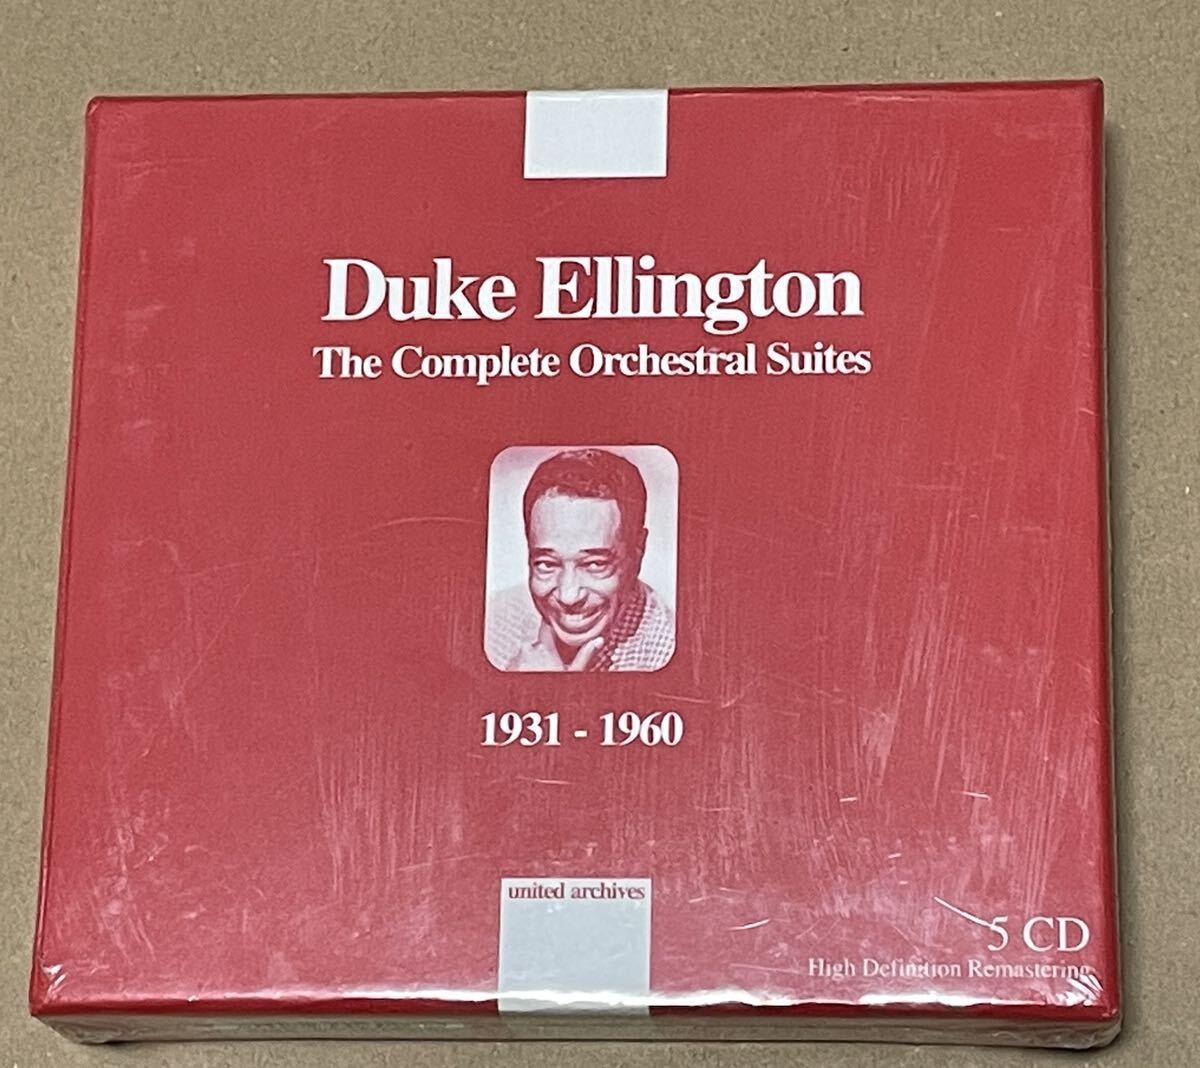 Duke Ellington
The Complete Orchestral Suites
1931 - 1960
united archives
5 CD
High Definition Remastering